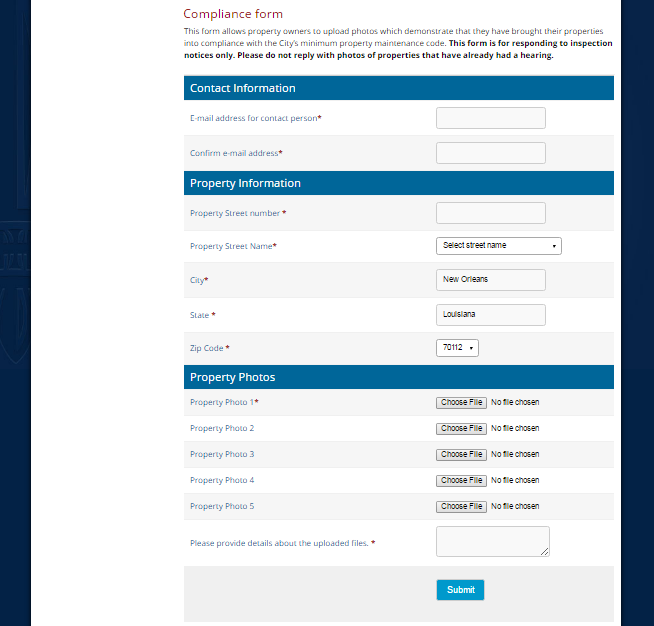 Compliance form
This form allows property owners to upload photos which demonstrate that they have brought their properties
into compliance with the City's minimum property maintenance code. This form is for responding to inspection
notices only. Please do not reply with photos of properties that have already had a hearing.
Contact Information
E-mail address for contact person*
Confirm e-mail address*
Property Information
Property Street number *
Property Street Name* Select street name
City* New Orleans
State * Louisiana
Zip Code * 70112
Property Photos
Property Photo 1* Choose File No file chosen
Property Photo 2 Choose File No file chosen
Property Photo 3 Choose File No file chosen
Property Photo 4 Choose File No file chosen
Property Photo 5 Choose File No file chosen
Please provide details about the uploaded files. *
Submit